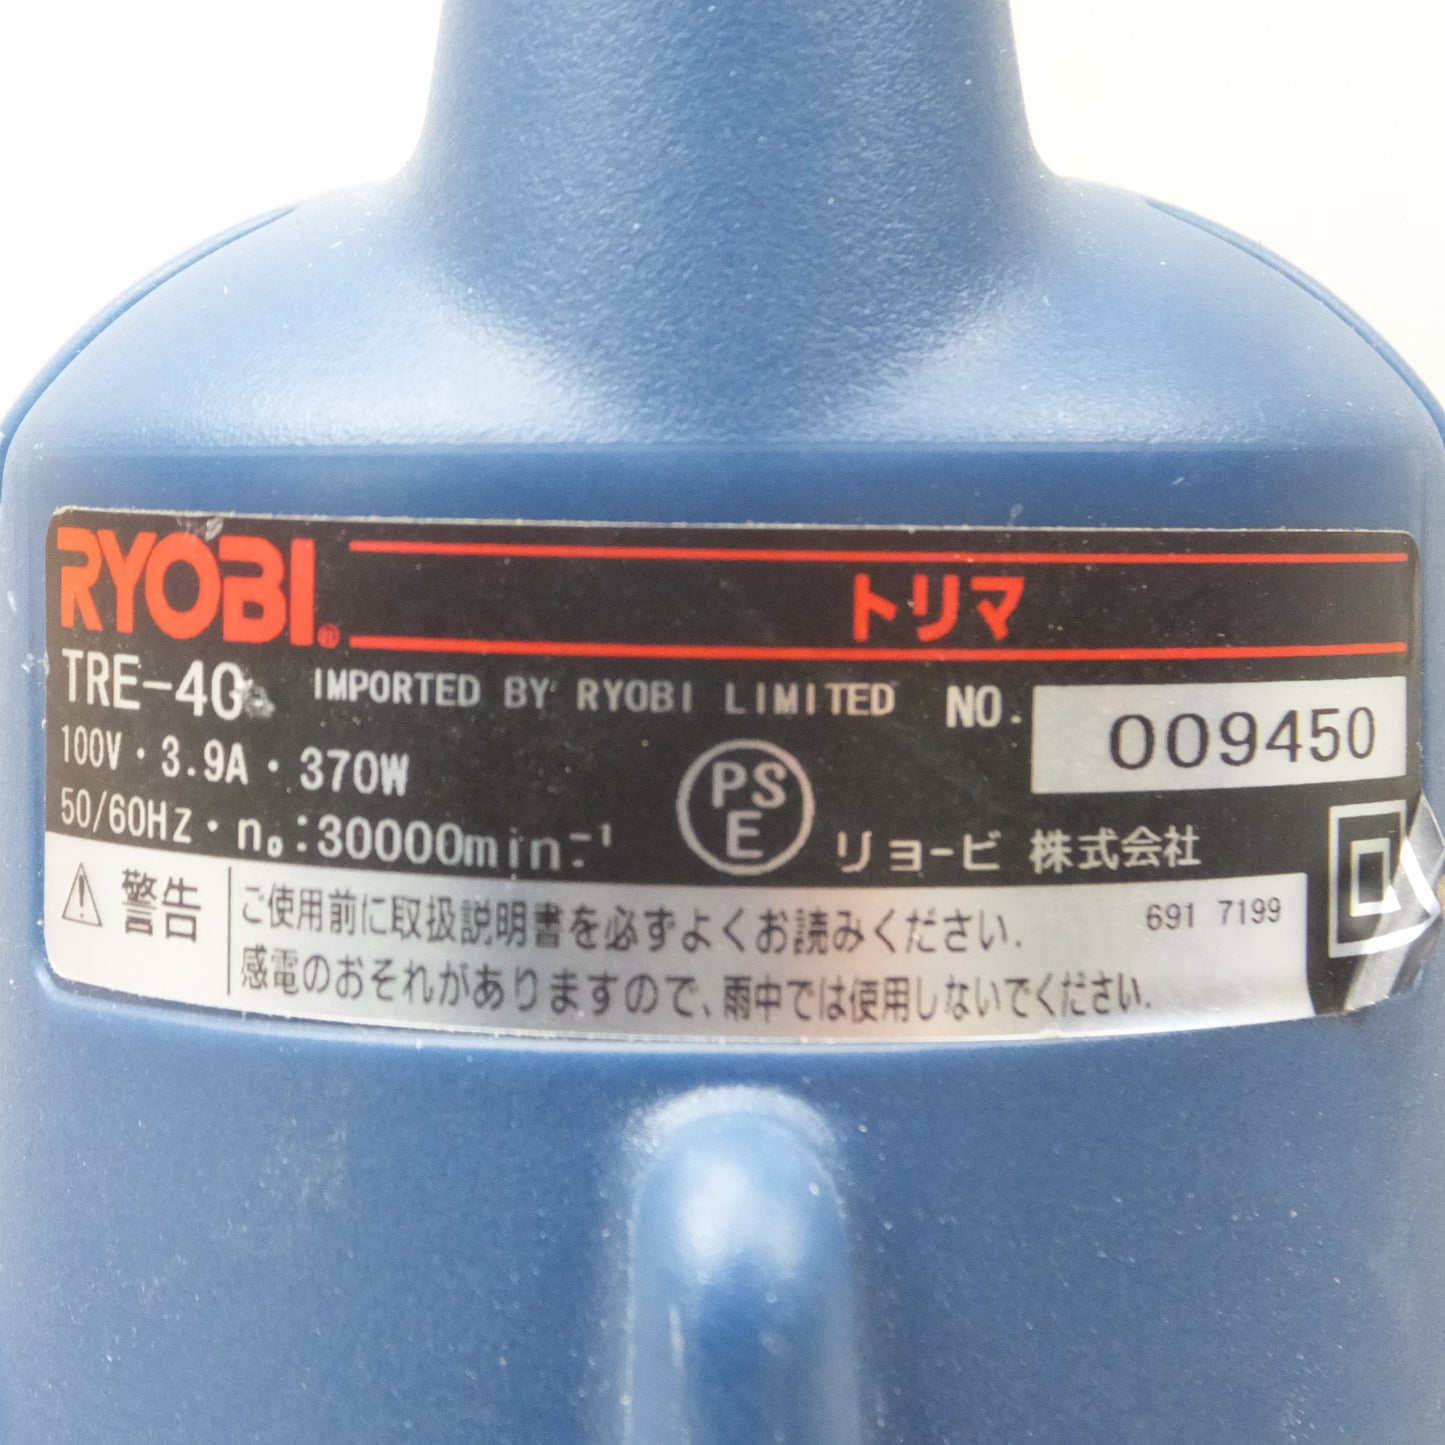 RYOBI® トリマ
TRE-40 IMPORTED BY RYOBI LIMITED NO. 009450
100V・3.9A・370W
50/60Hz・n₀:30000min⁻¹
PS
E
リョービ 株式会社
⚠ 警告
ご使用前に取扱説明書を必ずよくお読みください.
691 7199
感電のおそれがありますので、雨中では使用しないでください.